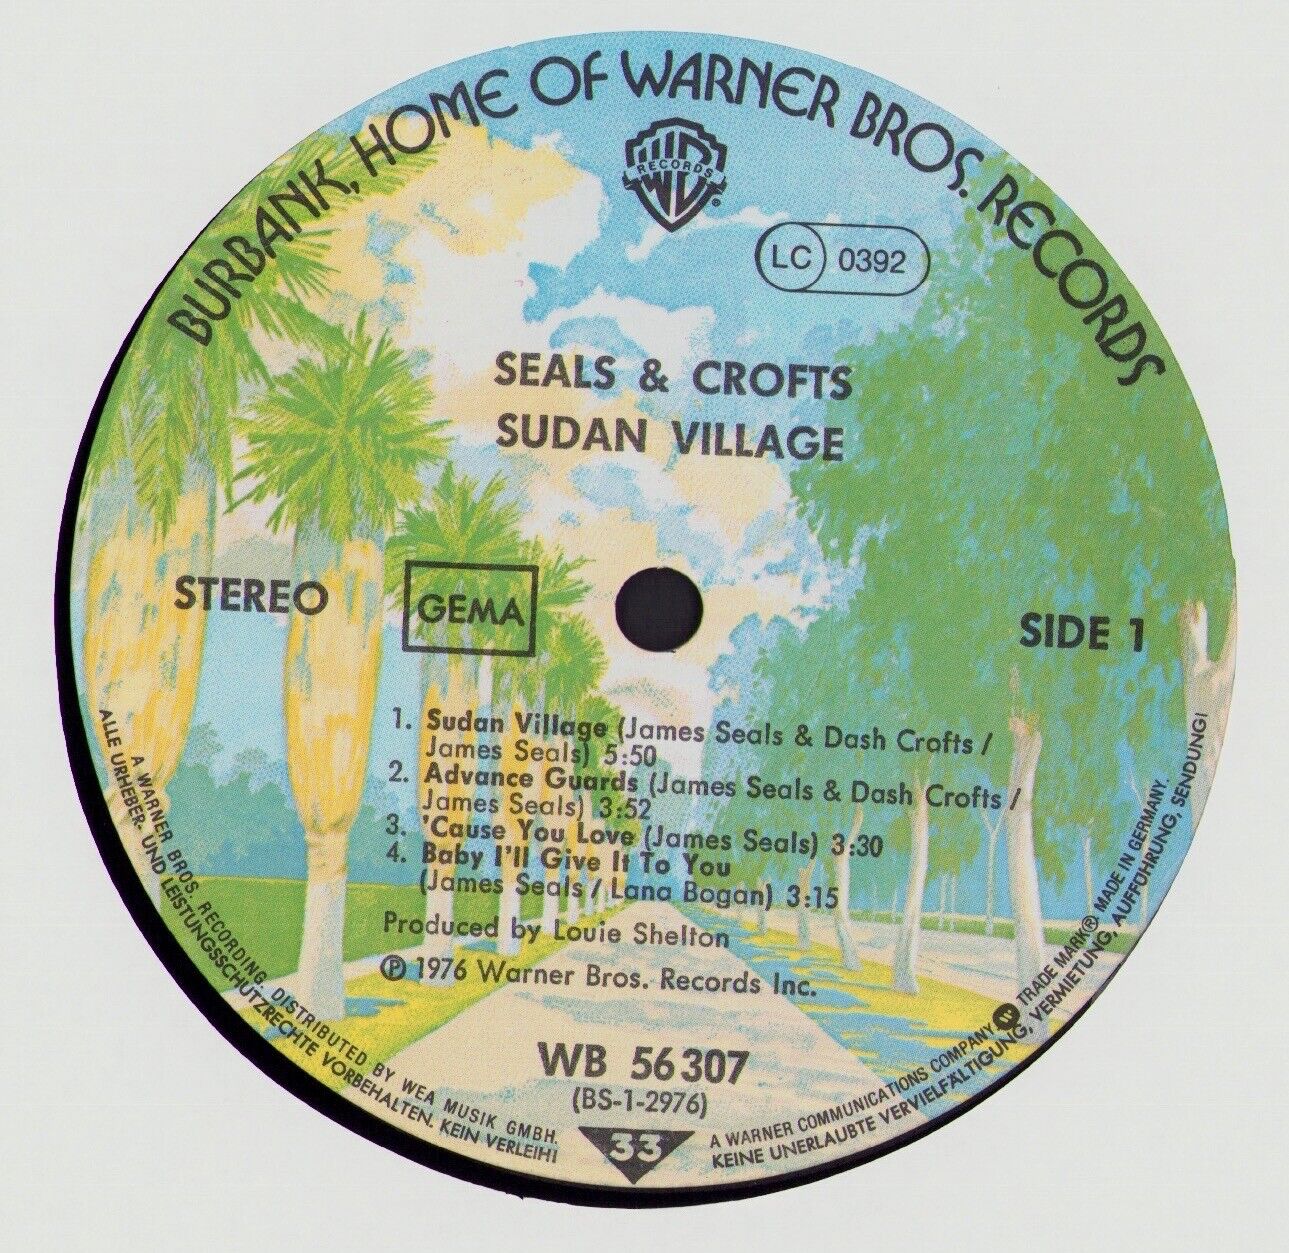 BURBANK, HOME OF WARNER BROS. RECORDS
WB
RECORDS
®
LC 0392
SEALS & CROFTS
SUDAN VILLAGE
STEREO
GEMA
SIDE 1
1. Sudan Village (James Seals & Dash Crofts /
James Seals) 5:50
2. Advance Guards (James Seals & Dash Crofts /
James Seals) 3:52
3. 'Cause You Love (James Seals) 3:30
4. Baby I'll Give It To You
(James Seals / Lana Bogan) 3:15
Produced by Louie Shelton
℗ 1976 Warner Bros. Records Inc.
WB 56 307
(BS-1-2976)
33
A WARNER BROS. RECORDING. DISTRIBUTED BY WEA MUSIK GMBH. A WARNER COMMUNICATIONS COMPANY TRADE MARK® MADE IN GERMANY.
ALLE URHEBER- UND LEISTUNGSSCHUTZRECHTE VORBEHALTEN. KEIN VERLEIH! KEINE UNERLAUBTE VERVIELFÄLTIGUNG, VERMIETUNG, AUFFÜHRUNG, SENDUNG!